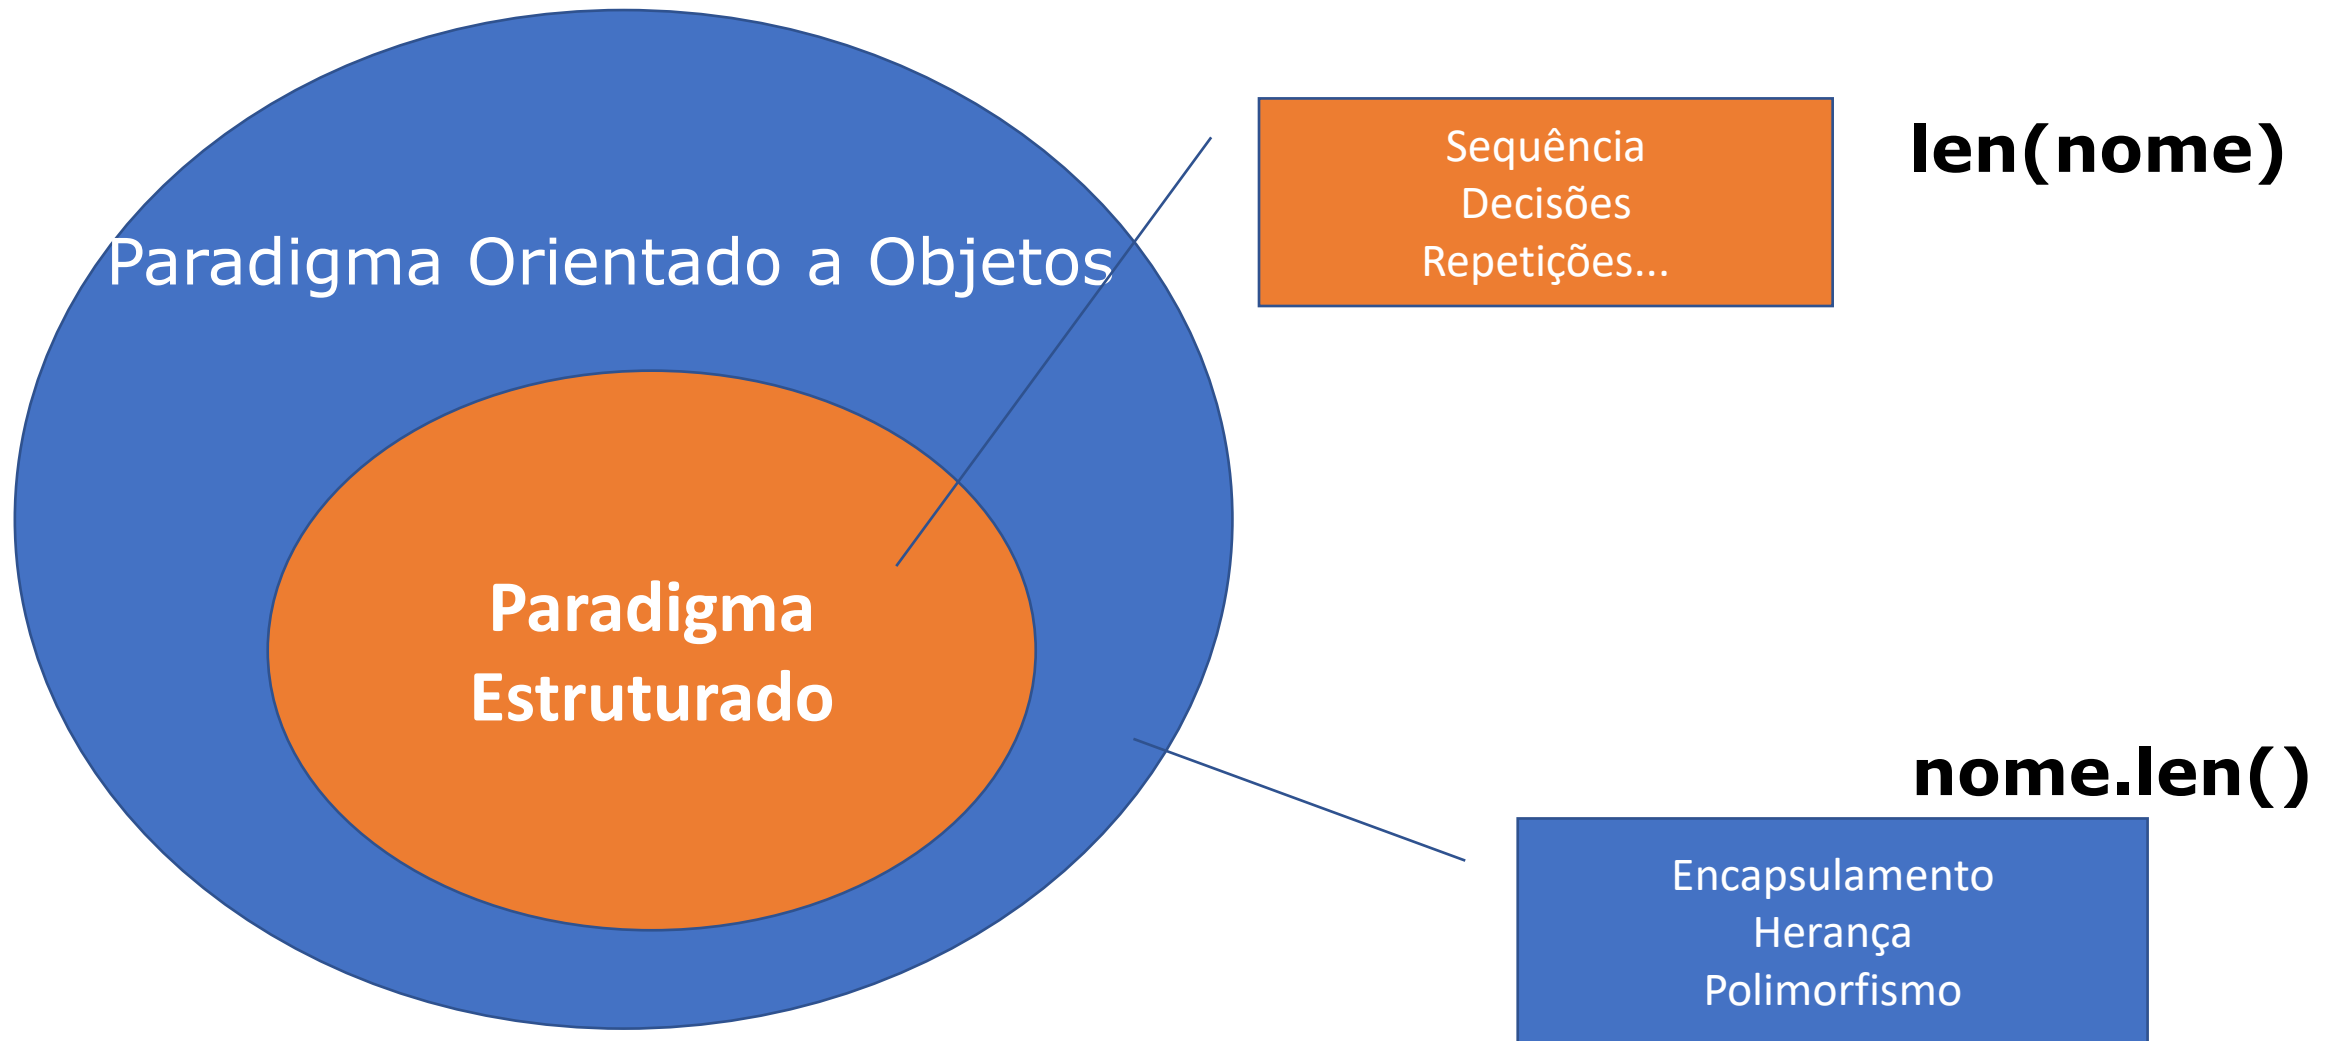 Paradigma Orientado a Objetos
Paradigma
Estruturado
Sequência
Decisões
Repetições...
len(nome)
nome.len()
Encapsulamento
Herança
Polimorfismo